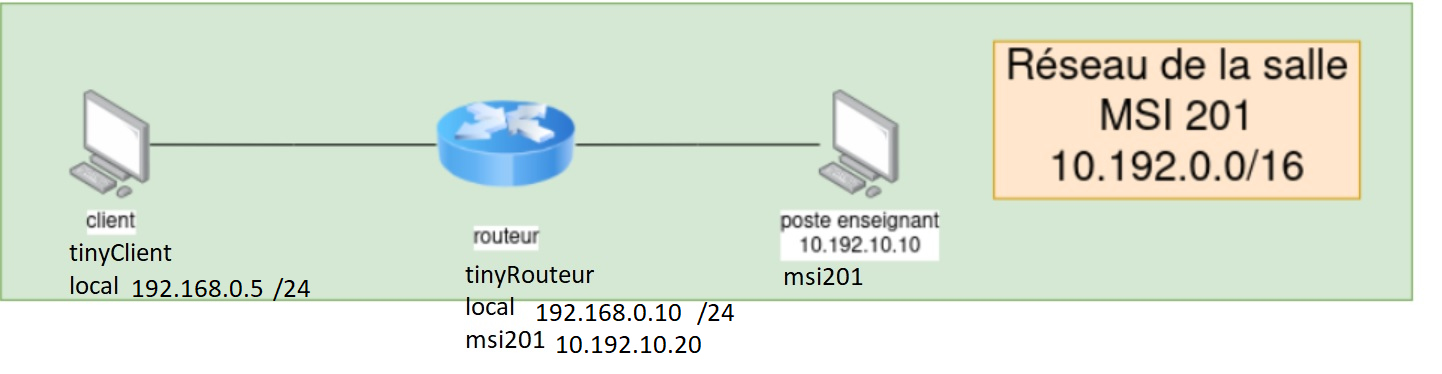 Réseau de la salle
MSI 201
10.192.0.0/16
client
tinyClient
local 192.168.0.5 /24
routeur
tinyRouteur
local 192.168.0.10 /24
msi201 10.192.10.20
poste enseignant
10.192.10.10
msi201